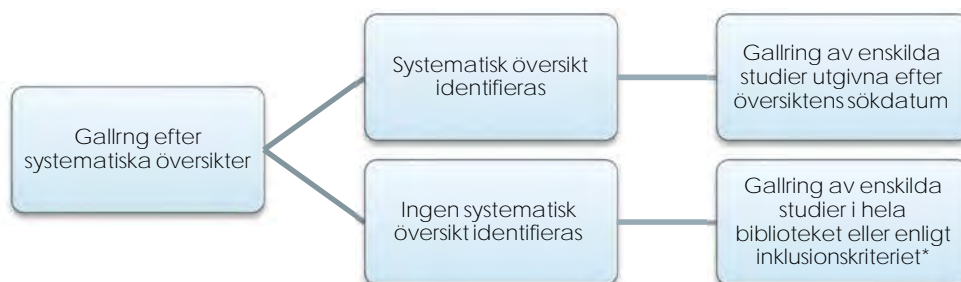 Gallrng efter
systematiska översikter
Systematisk översikt
identifieras
Gallring av enskilda
studier utgivna efter
översiktens sökdatum
Ingen systematisk
översikt identifieras
Gallring av enskilda
studier i hela
biblioteket eller enligt
inklusionskriteriet*